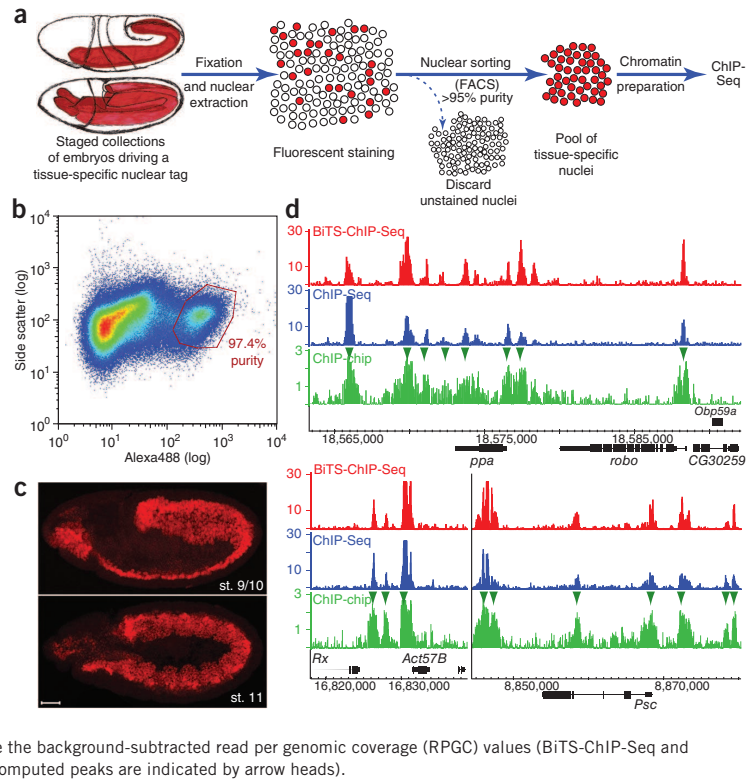 a
Fixation
and nuclear
extraction
Nuclear sorting
(FACS)
>95% purity
Chromatin
preparation
ChIP-
Seq
Staged collections
of embryos driving a
tissue-specific nuclear tag
Fluorescent staining
Discard
unstained nuclei
Pool of
tissue-specific
nuclei
b
10^4
10^3
10^2
10^1
10^0
Side scatter (log)
97.4%
purity
10^0 10^1 10^2 10^3 10^4
Alexa488 (log)
c
st. 9/10
st. 11
d
30
BiTS-ChIP-Seq
10
30
ChIP-Seq
10
3
ChIP-chip
1
Obp59a
18,565,000 18,575,000 18,585,000
ppa robo CG30259
30
BiTS-ChIP-Seq
10
30
ChIP-Seq
10
3
ChIP-chip
1
Rx Act57B
16,820,000 16,830,000
8,850,000 8,870,000
Psc
e the background-subtracted read per genomic coverage (RPGC) values (BiTS-ChIP-Seq and
omputed peaks are indicated by arrow heads).